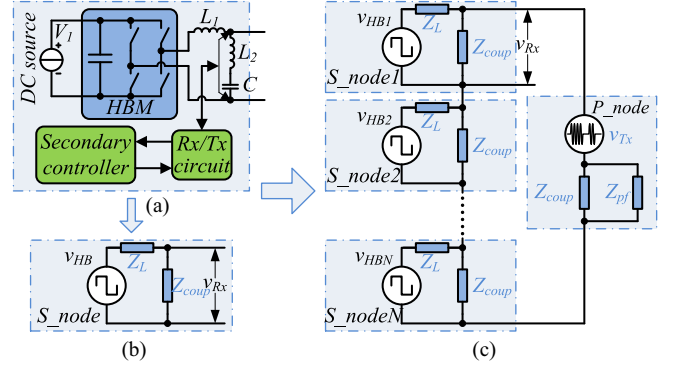 DC source
V1
HBM
L1
L2
C
Secondary controller
Rx/Tx circuit
(a)
vHB
ZL
Zcoup
vRx
S_node
(b)
vHB1
ZL
Zcoup
vRx
S_node1
vHB2
ZL
Zcoup
S_node2
vHBN
ZL
Zcoup
S_nodeN
P_node
vTx
Zcoup
Zpf
(c)